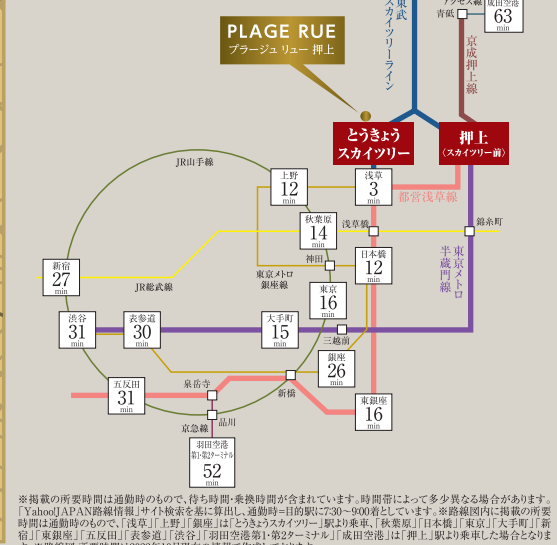 PLAGE RUE
プラージュ リュー 押上
東武
スカイツリーライン
青砥
成田空港
63
min
京成押上線
とうきょう
スカイツリー
押上
〈スカイツリー前〉
JR山手線
上野
12
min
浅草
3
min
都営浅草線
秋葉原
14
min
浅草橋
錦糸町
神田
日本橋
12
min
東京メトロ
銀座線
東京メトロ
半蔵門線
新宿
27
min
JR総武線
東京
16
min
渋谷
31
min
表参道
30
min
大手町
15
min
三越前
銀座
26
min
五反田
31
min
泉岳寺
新橋
東銀座
16
min
品川
京急線
羽田空港
第1・第2ターミナル
52
min
※掲載の所要時間は通勤時のもので、待ち時間・乗換時間が含まれています。時間帯によって多少異なる場合があります。
「Yahoo!JAPAN路線情報」サイト検索を基に算出し、通勤時=目的駅に7:30〜9:00着としています。※路線図内に掲載の所要
時間は通勤時のもので、「浅草」「上野」「銀座」は「とうきょうスカイツリー」駅より乗車、「秋葉原」「日本橋」「東京」「大手町」「新
宿」「東銀座」「五反田」「表参道」「渋谷」「羽田空港第1・第2ターミナル」「成田空港」は「押上」駅より乗車した場合となりま